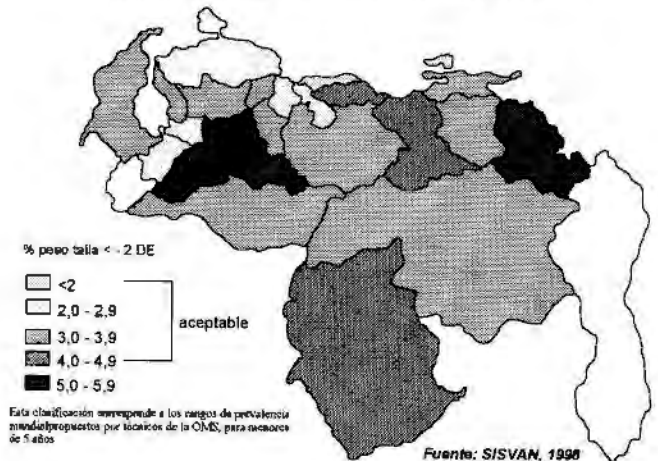 % peso talla < - 2 DE
<2
2,0 - 2,9
3,0 - 3,9
4,0 - 4,9
5,0 - 5,9
aceptable
Esta clasificación corresponde a los rangos de prevalencia
mundial propuestos por técnicos de la OMS, para menores
de 5 años
Fuente: SISVAN, 1998